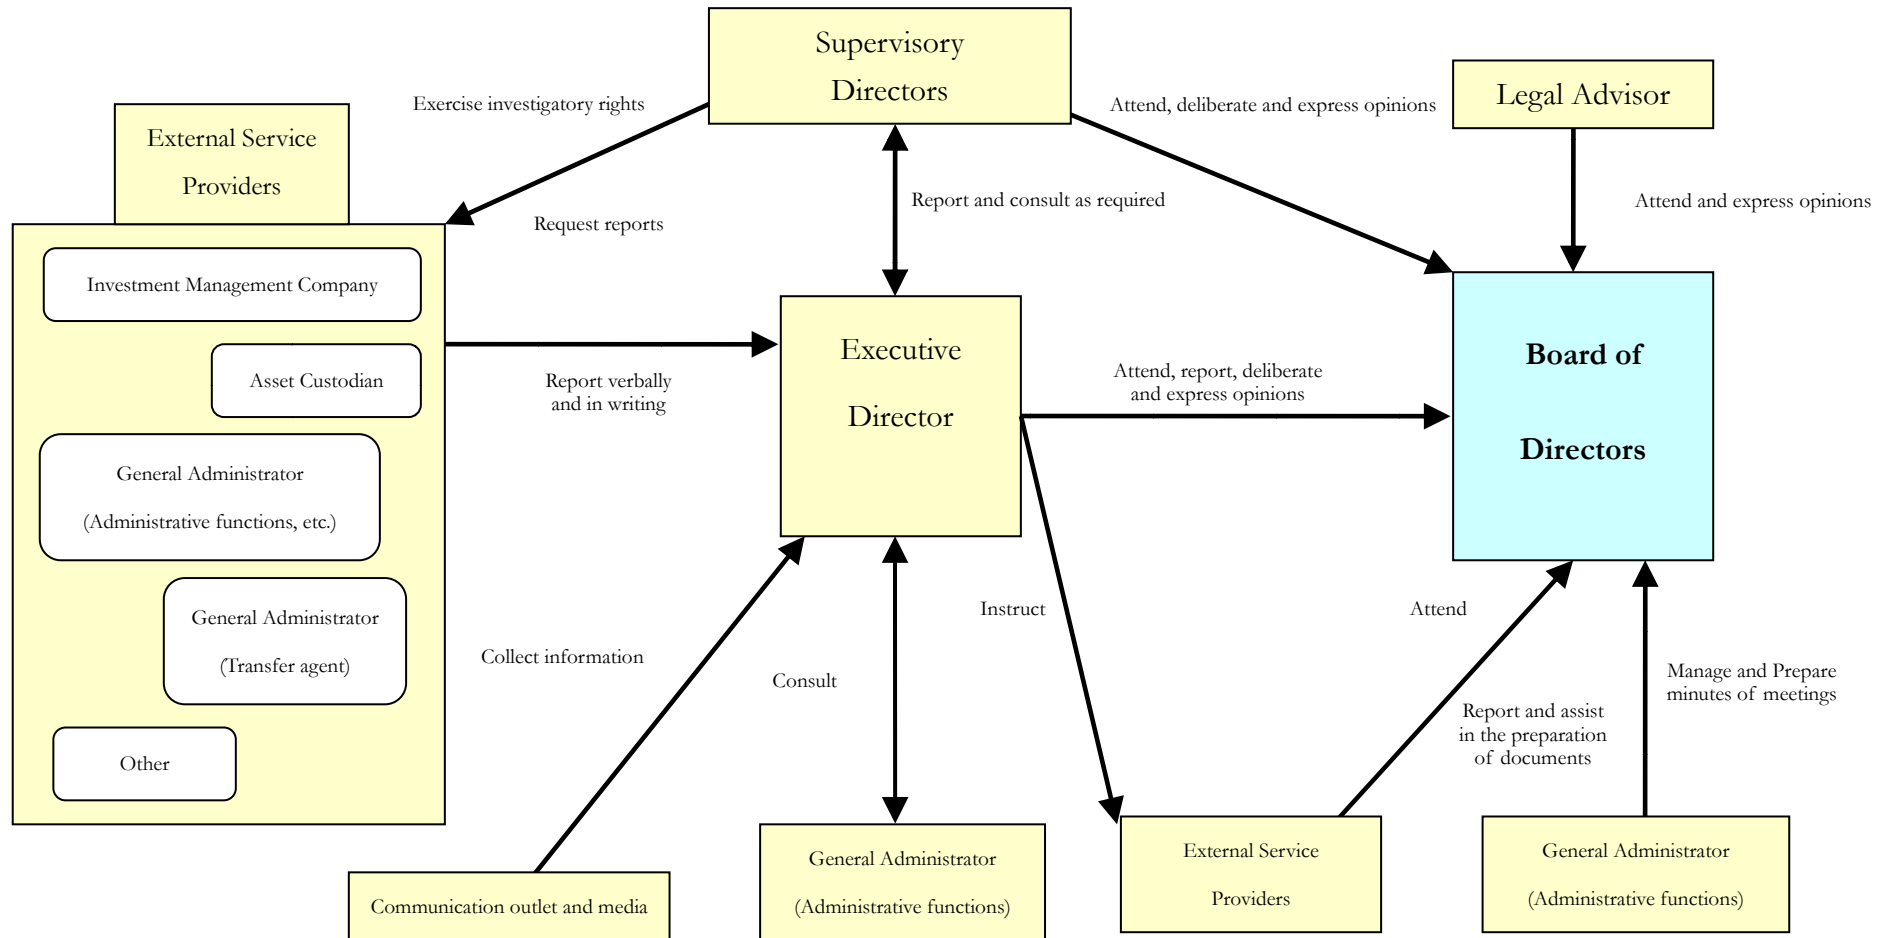 Supervisory
Directors
Legal Advisor
Exercise investigatory rights
Attend, deliberate and express opinions
External Service
Providers
Request reports
Report and consult as required
Attend and express opinions
Investment Management Company
Asset Custodian
General Administrator
(Administrative functions, etc.)
General Administrator
(Transfer agent)
Other
Report verbally
and in writing
Executive
Director
Attend, report, deliberate
and express opinions
Board of
Directors
Collect information
Consult
Instruct
Attend
Report and assist
in the preparation
of documents
Manage and Prepare
minutes of meetings
Communication outlet and media
General Administrator
(Administrative functions)
External Service
Providers
General Administrator
(Administrative functions)